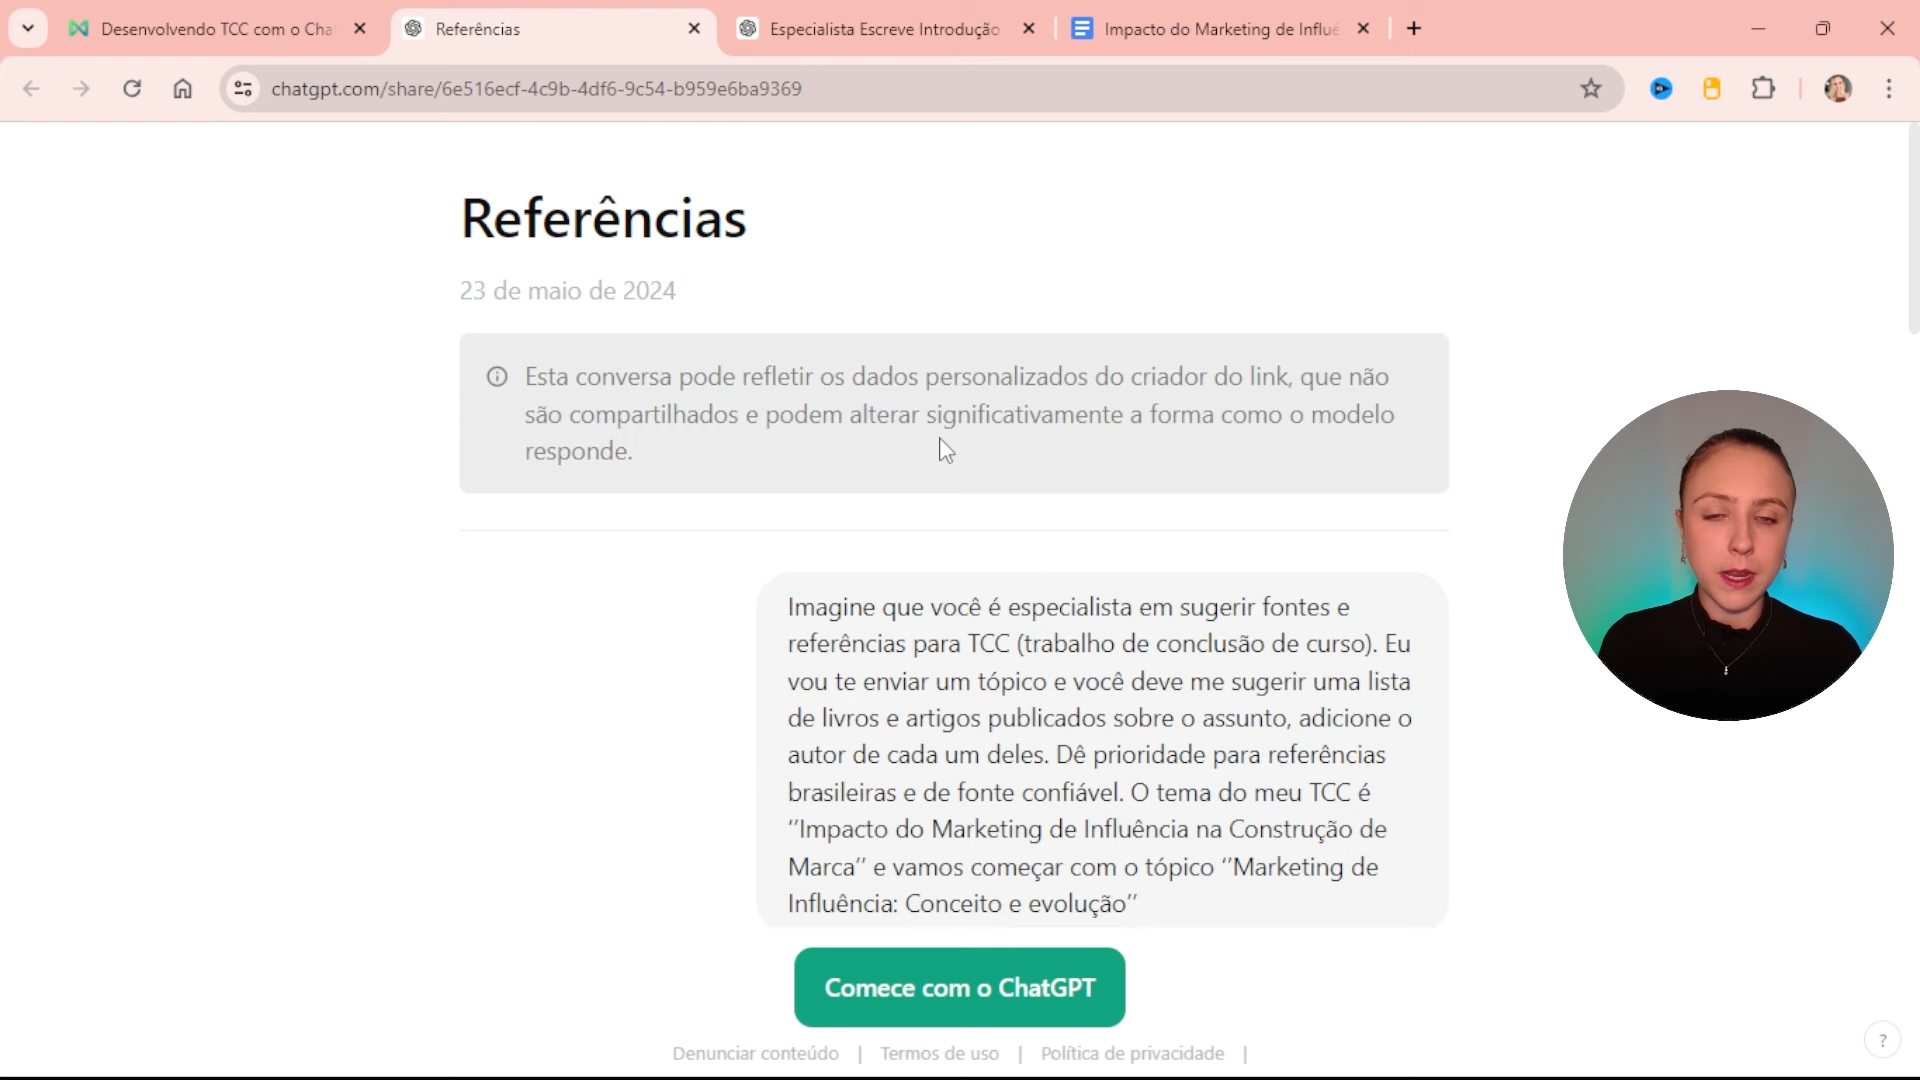 Desenvolvendo TCC com o Cha
Referências
Especialista Escreve Introdução
Impacto do Marketing de Influê
chatgpt.com/share/6e516ecf-4c9b-4df6-9c54-b959e6ba9369
Referências
23 de maio de 2024
Esta conversa pode refletir os dados personalizados do criador do link, que não
são compartilhados e podem alterar significativamente a forma como o modelo
responde.
Imagine que você é especialista em sugerir fontes e
referências para TCC (trabalho de conclusão de curso). Eu
vou te enviar um tópico e você deve me sugerir uma lista
de livros e artigos publicados sobre o assunto, adicione o
autor de cada um deles. Dê prioridade para referências
brasileiras e de fonte confiável. O tema do meu TCC é
‘’Impacto do Marketing de Influência na Construção de
Marca’’ e vamos começar com o tópico ‘’Marketing de
Influência: Conceito e evolução’’
Comece com o ChatGPT
Denunciar conteúdo | Termos de uso | Política de privacidade |
?